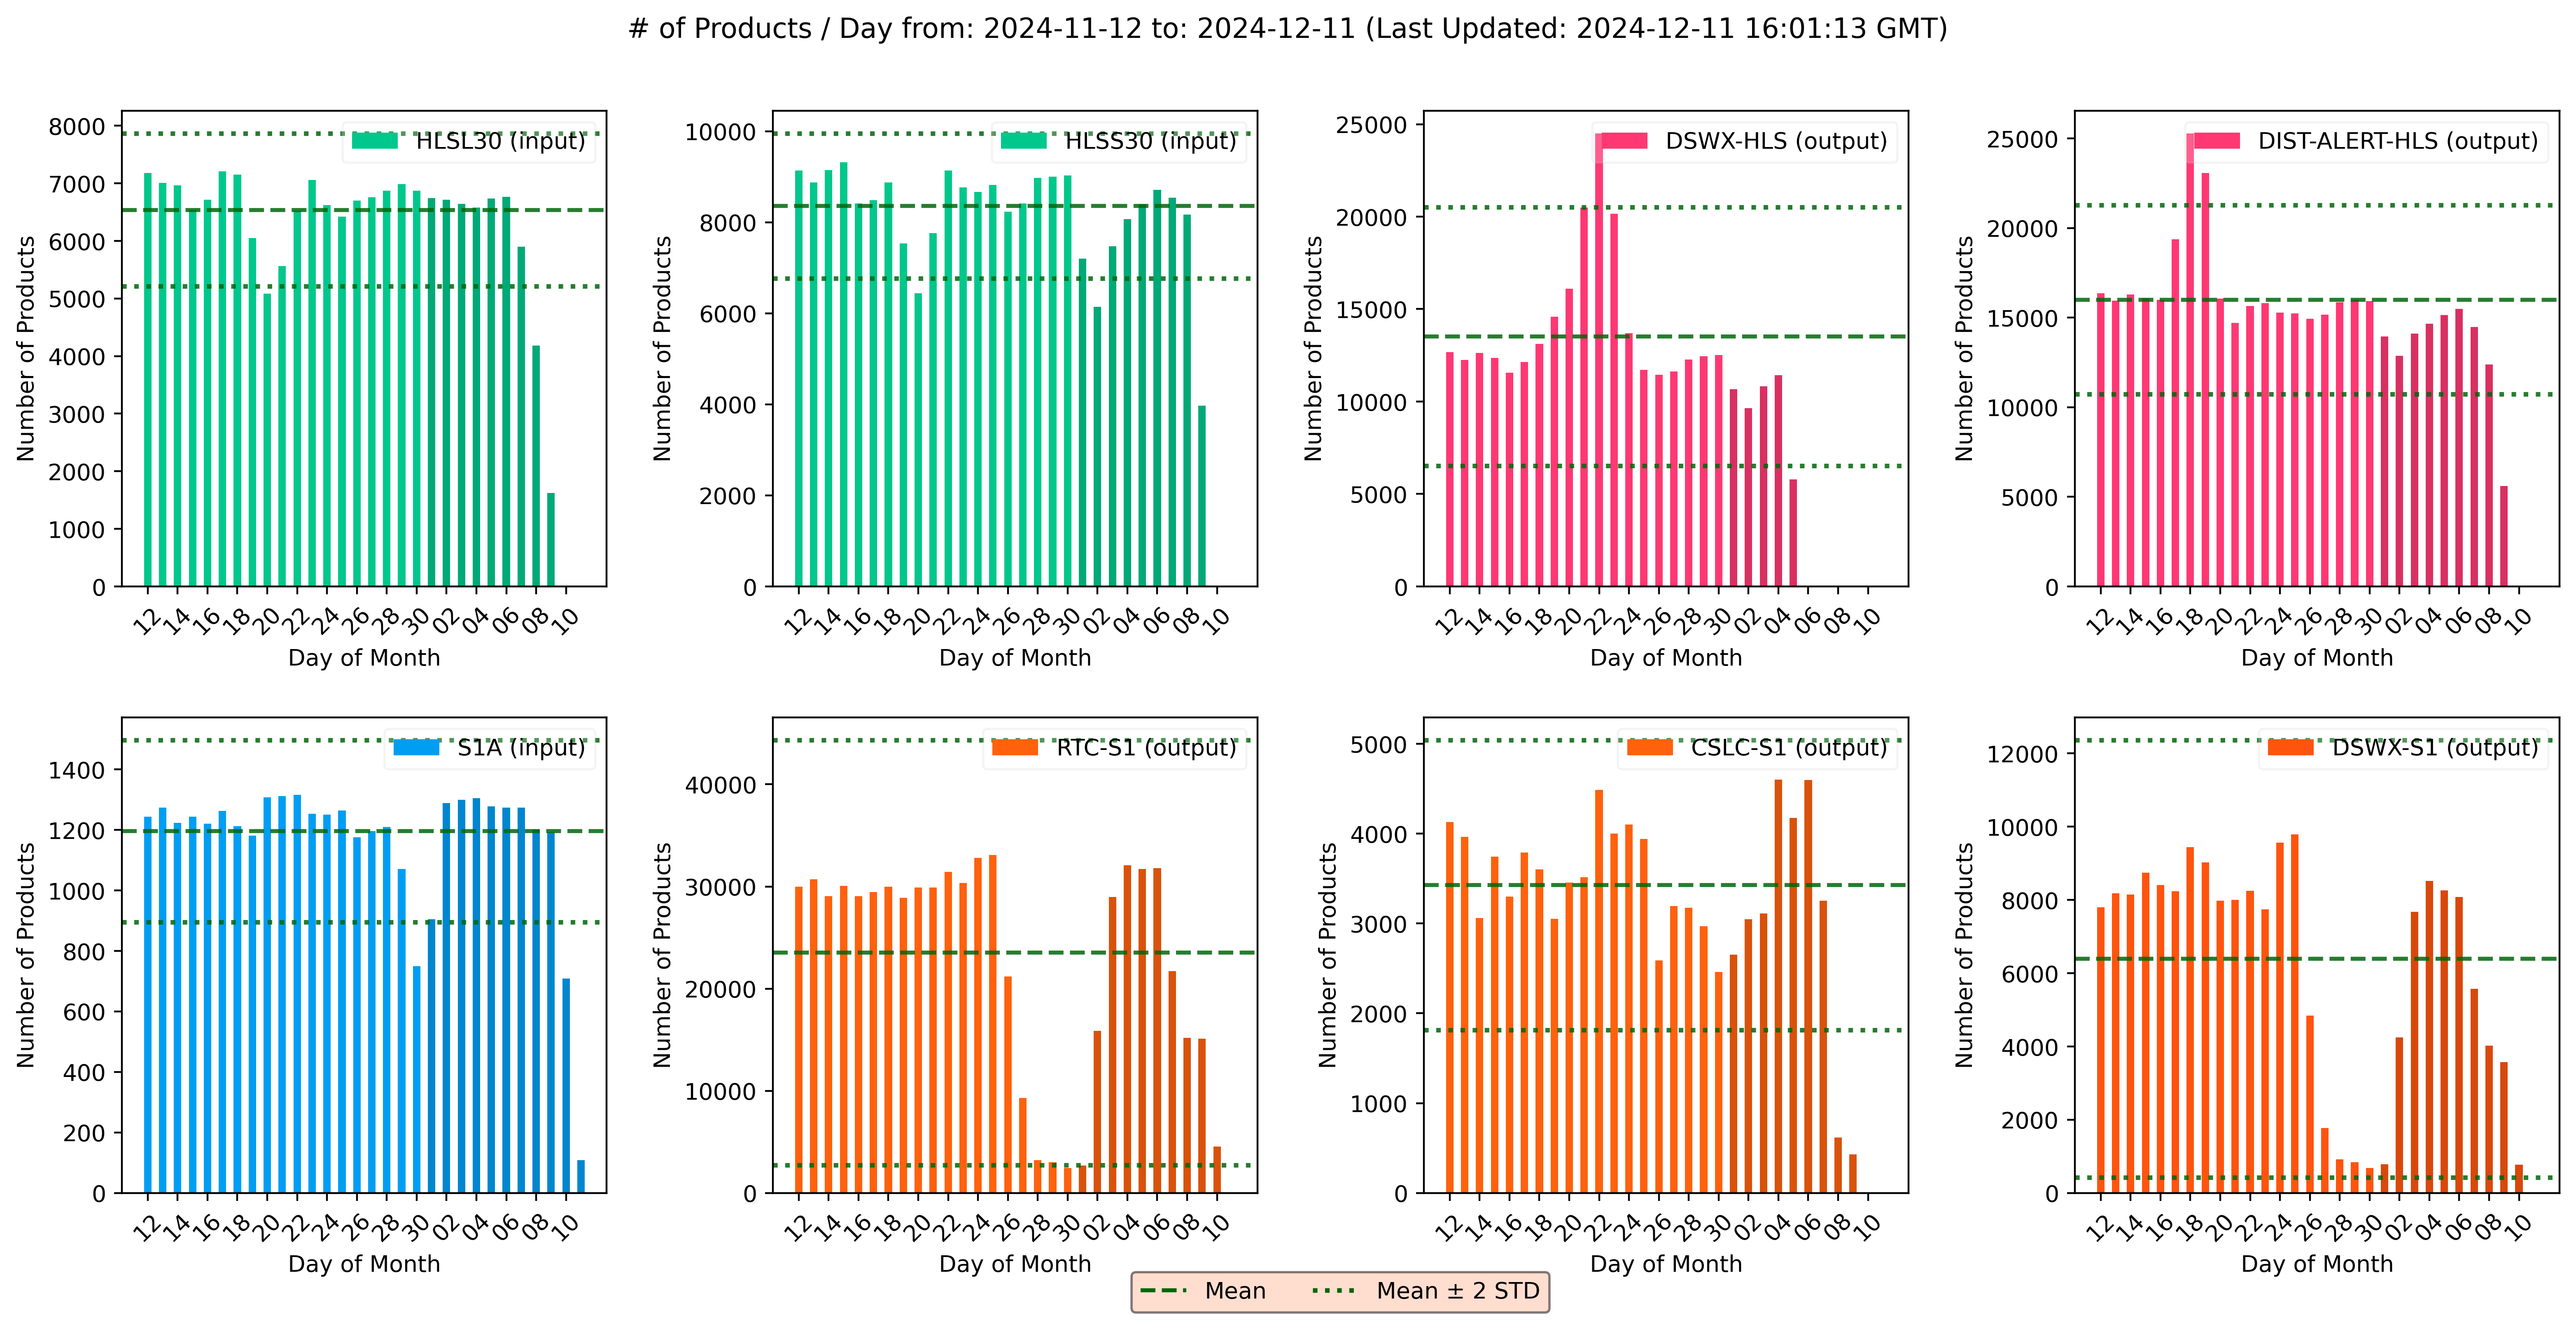 # of Products / Day from: 2024-11-12 to: 2024-12-11 (Last Updated: 2024-12-11 16:01:13 GMT)
HLSL30 (input)
Number of Products
8000
7000
6000
5000
4000
3000
2000
1000
0
12 14 16 18 20 22 24 26 28 30 02 04 06 08 10
Day of Month
HLSS30 (input)
Number of Products
10000
8000
6000
4000
2000
0
12 14 16 18 20 22 24 26 28 30 02 04 06 08 10
Day of Month
DSWX-HLS (output)
Number of Products
25000
20000
15000
10000
5000
0
12 14 16 18 20 22 24 26 28 30 02 04 06 08 10
Day of Month
DIST-ALERT-HLS (output)
Number of Products
25000
20000
15000
10000
5000
0
12 14 16 18 20 22 24 26 28 30 02 04 06 08 10
Day of Month
S1A (input)
Number of Products
1400
1200
1000
800
600
400
200
0
12 14 16 18 20 22 24 26 28 30 02 04 06 08 10
Day of Month
RTC-S1 (output)
Number of Products
40000
30000
20000
10000
0
12 14 16 18 20 22 24 26 28 30 02 04 06 08 10
Day of Month
CSLC-S1 (output)
Number of Products
5000
4000
3000
2000
1000
0
12 14 16 18 20 22 24 26 28 30 02 04 06 08 10
Day of Month
DSWX-S1 (output)
Number of Products
12000
10000
8000
6000
4000
2000
0
12 14 16 18 20 22 24 26 28 30 02 04 06 08 10
Day of Month
Mean
Mean ± 2 STD